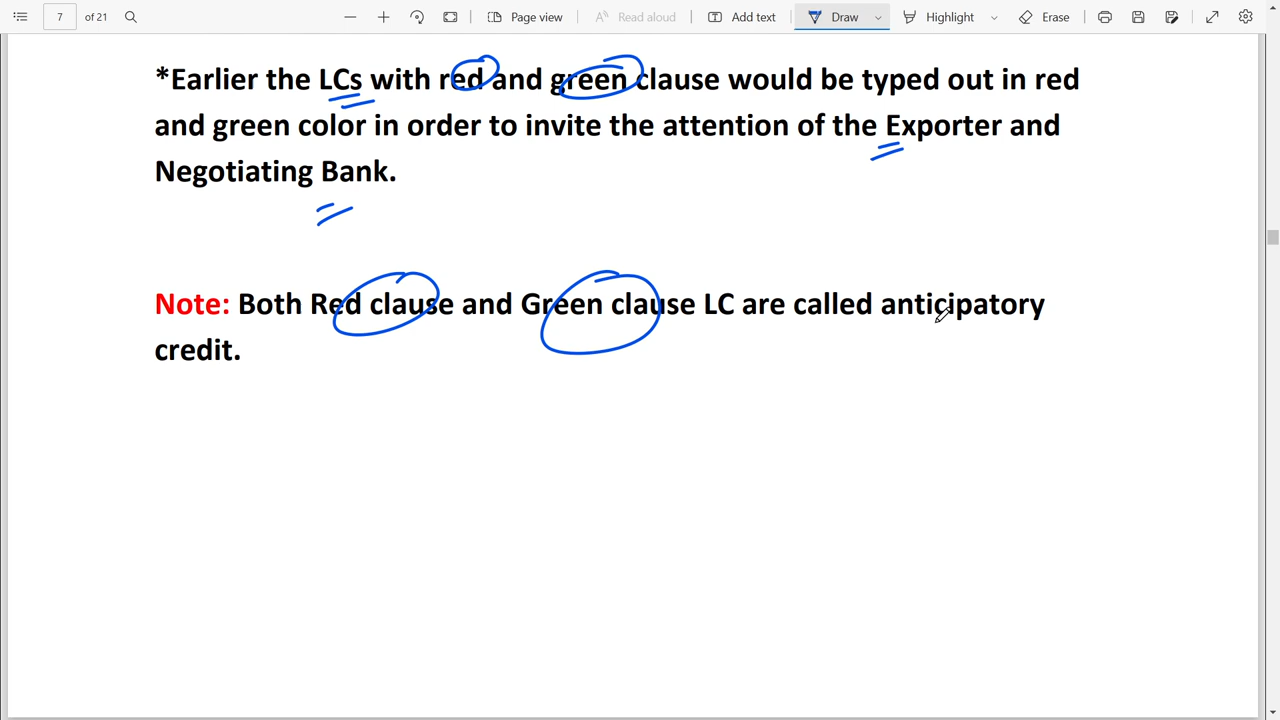 7 of 21 Page view Read aloud Add text Draw Highlight Erase
*Earlier the LCs with red and green clause would be typed out in red
and green color in order to invite the attention of the Exporter and
Negotiating Bank.
Note: Both Red clause and Green clause LC are called anticipatory
credit.